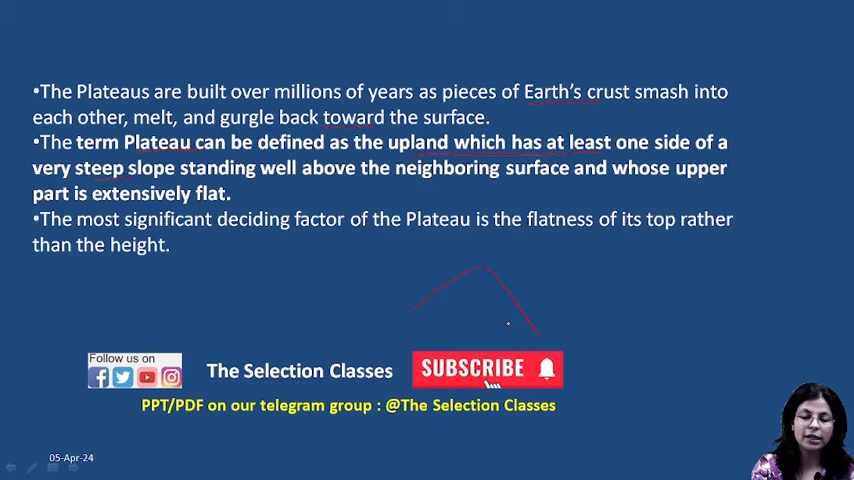 •The Plateaus are built over millions of years as pieces of Earth's crust smash into
each other, melt, and gurgle back toward the surface.
•The term Plateau can be defined as the upland which has at least one side of a
very steep slope standing well above the neighboring surface and whose upper
part is extensively flat.
•The most significant deciding factor of the Plateau is the flatness of its top rather
than the height.
Follow us on
The Selection Classes
SUBSCRIBE
PPT/PDF on our telegram group : @The Selection Classes
05-Apr-24